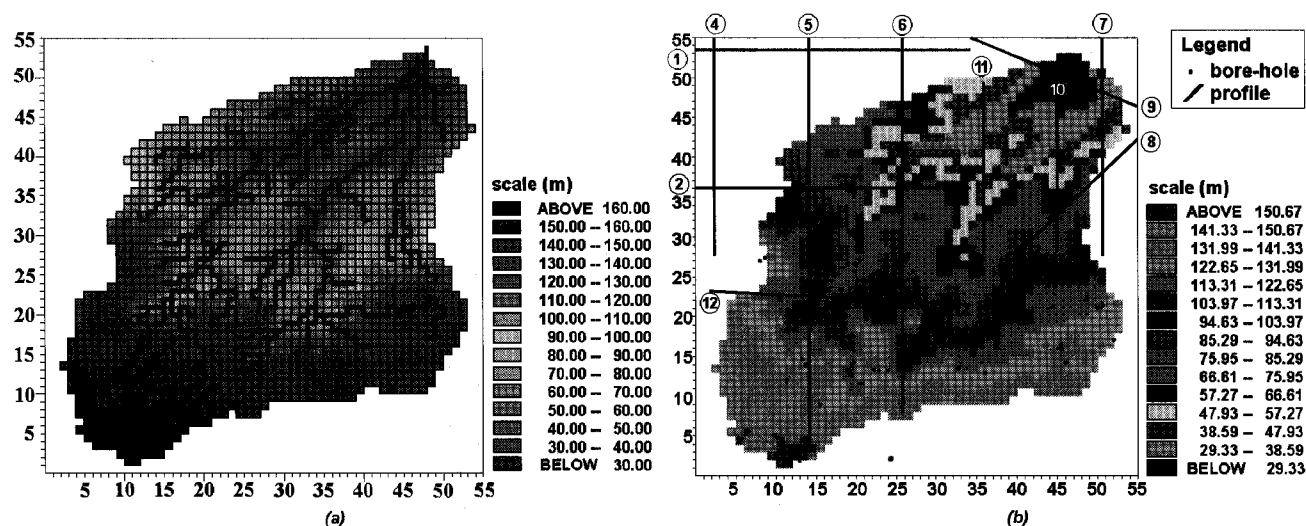 55
50
45
40
35
30
25
20
15
10
5
5 10 15 20 25 30 35 40 45 50 55
(a)
scale (m)
ABOVE 160.00
150.00 – 160.00
140.00 – 150.00
130.00 – 140.00
120.00 – 130.00
110.00 – 120.00
100.00 – 110.00
90.00 – 100.00
80.00 – 90.00
70.00 – 80.00
60.00 – 70.00
50.00 – 60.00
40.00 – 50.00
30.00 – 40.00
BELOW 30.00
4 5 6 7
55
1
50
45
40
2
35
30
25
12
20
15
10
5
11
10
9
8
5 10 15 20 25 30 35 40 45 50 55
(b)
Legend
bore-hole
profile
scale (m)
ABOVE 150.67
141.33 – 150.67
131.99 – 141.33
122.65 – 131.99
113.31 – 122.65
103.97 – 113.31
94.63 – 103.97
85.29 – 94.63
75.95 – 85.29
66.61 – 75.95
57.27 – 66.61
47.93 – 57.27
38.59 – 47.93
29.33 – 38.59
BELOW 29.33